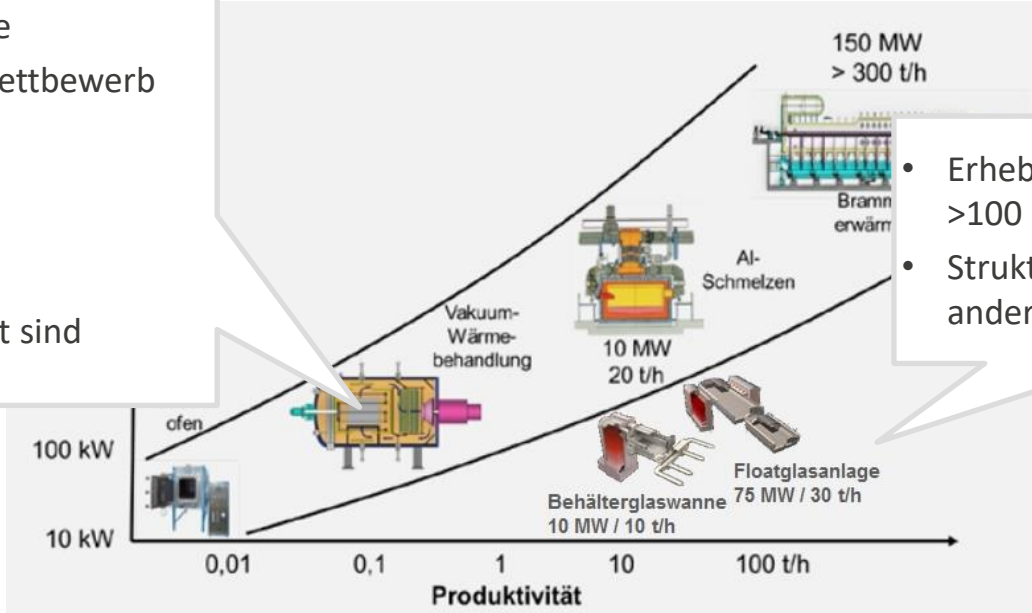 e
ettbewerb
t sind
150 MW
> 300 t/h
• Erheb
>100
• Strukt
ander
Bramm
erwärm
Al-
Schmelzen
10 MW
20 t/h
Vakuum-
Wärme-
behandlung
ofen
100 kW
10 kW
Behälterglaswanne
10 MW / 10 t/h
Floatglasanlage
75 MW / 30 t/h
0,01 0,1 1 10 100 t/h
Produktivität